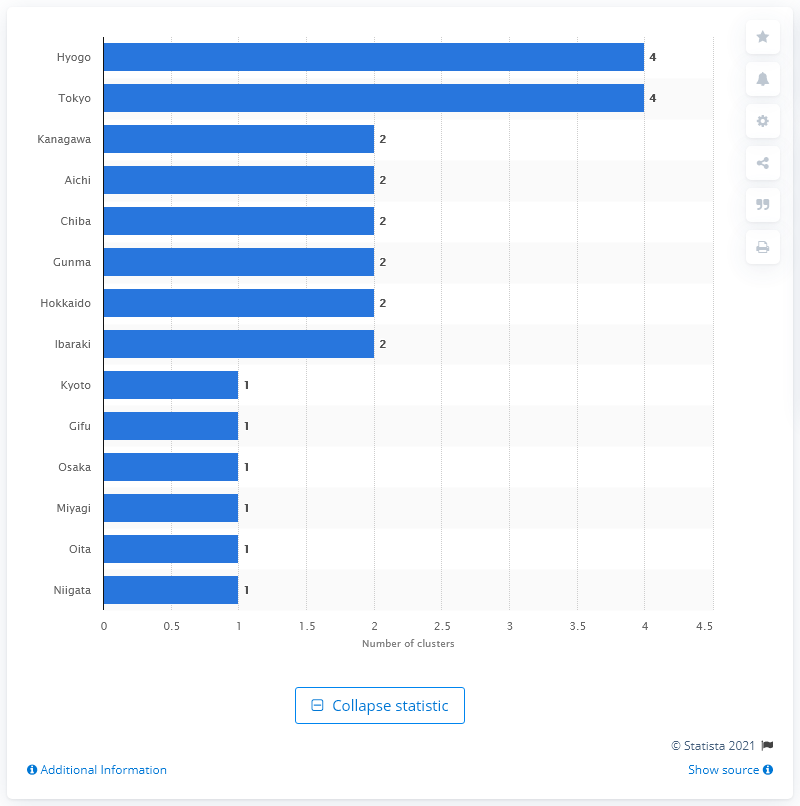 Hyogo 4
Tokyo 4
Kanagawa 2
Aichi 2
Chiba 2
Gunma 2
Hokkaido 2
Ibaraki 2
Kyoto 1
Gifu 1
Osaka 1
Miyagi 1
Oita 1
Niigata 1
0 0.5 1 1.5 2 2.5 3 3.5 4 4.5
Number of clusters
Collapse statistic
© Statista 2021
Additional Information
Show source